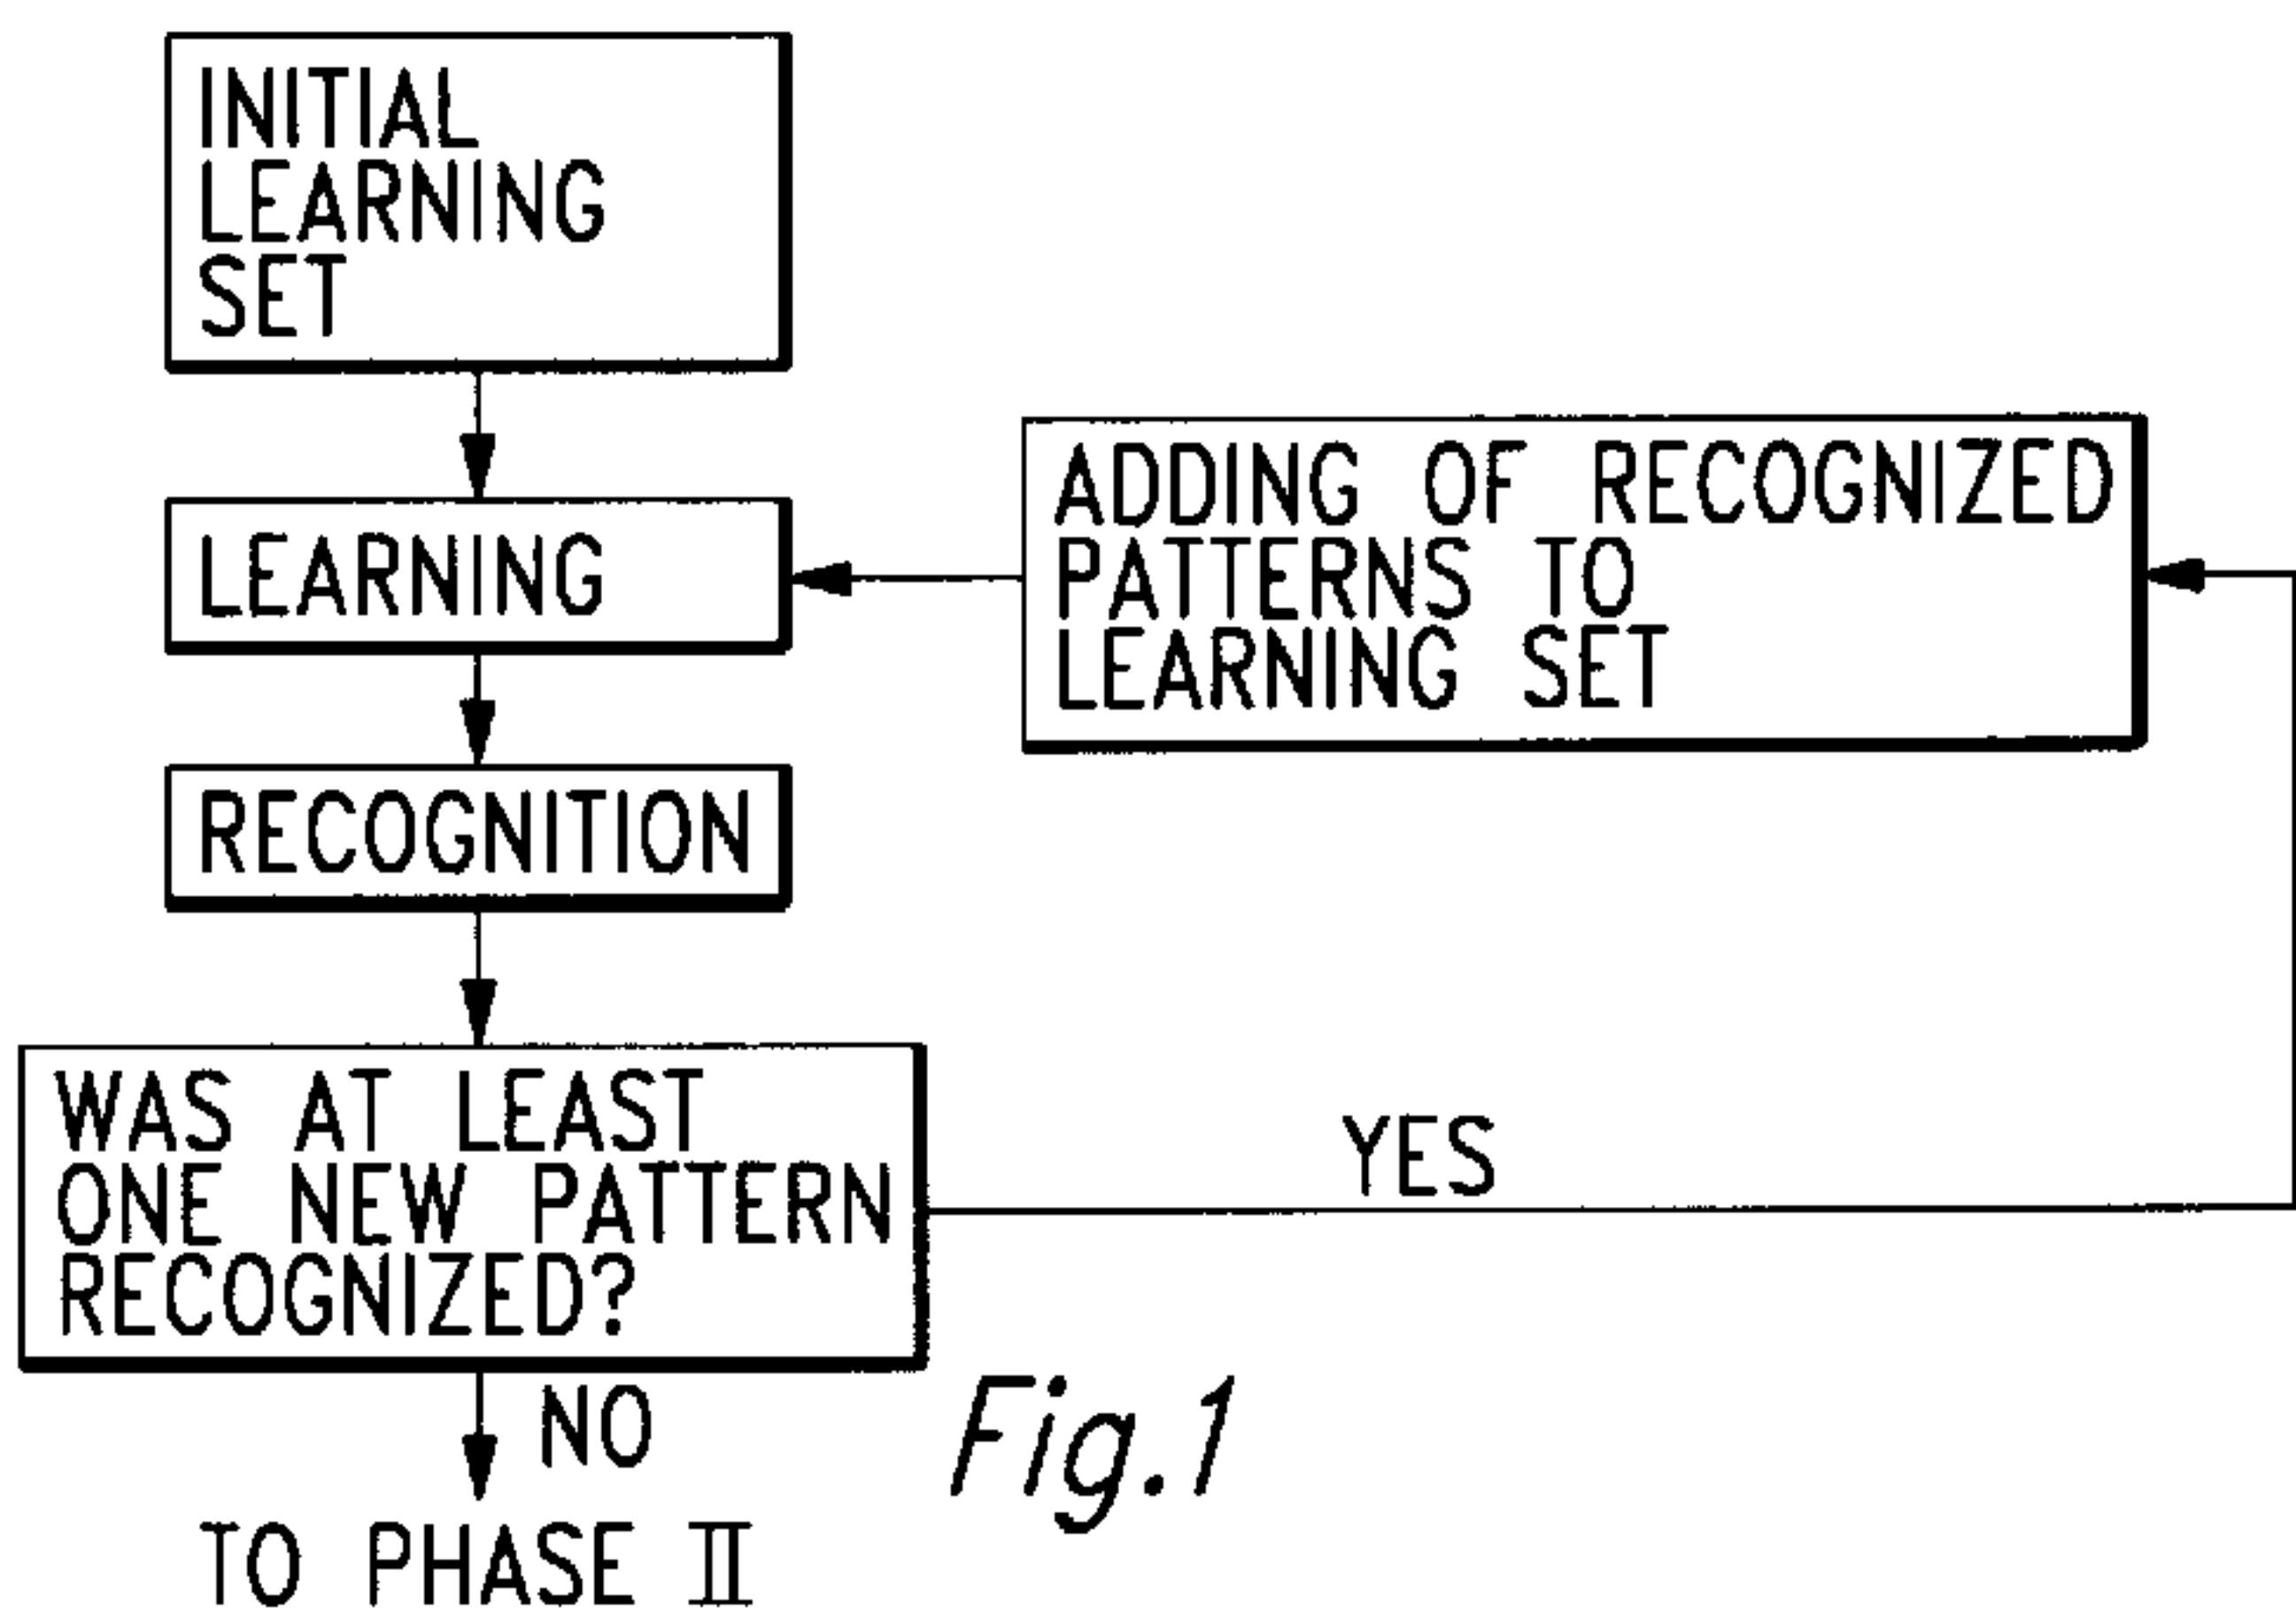 INITIAL
LEARNING
SET
LEARNING
ADDING OF RECOGNIZED
PATTERNS TO
LEARNING SET
RECOGNITION
WAS AT LEAST
ONE NEW PATTERN
RECOGNIZED?
YES
NO
TO PHASE II
Fig.1